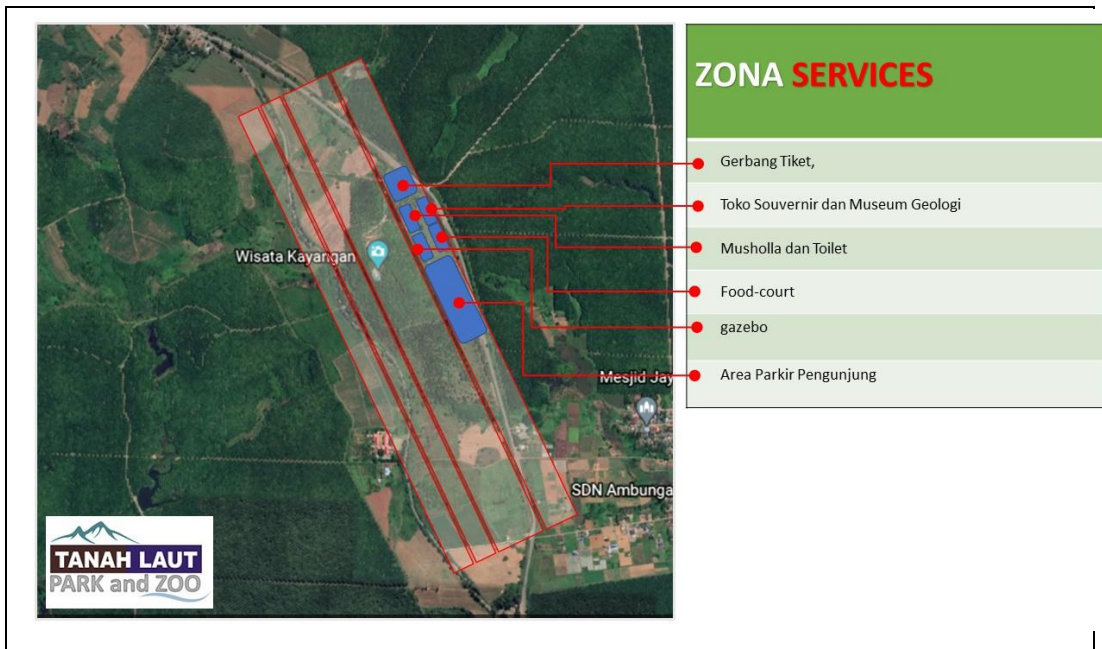 ZONA SERVICES
Gerbang Tiket,
Toko Souvernir dan Museum Geologi
Musholla dan Toilet
Food-court
gazebo
Area Parkir Pengunjung
Wisata Kayangan
Mesjid Jay
SDN Ambunga
TANAH LAUT
PARK and ZOO